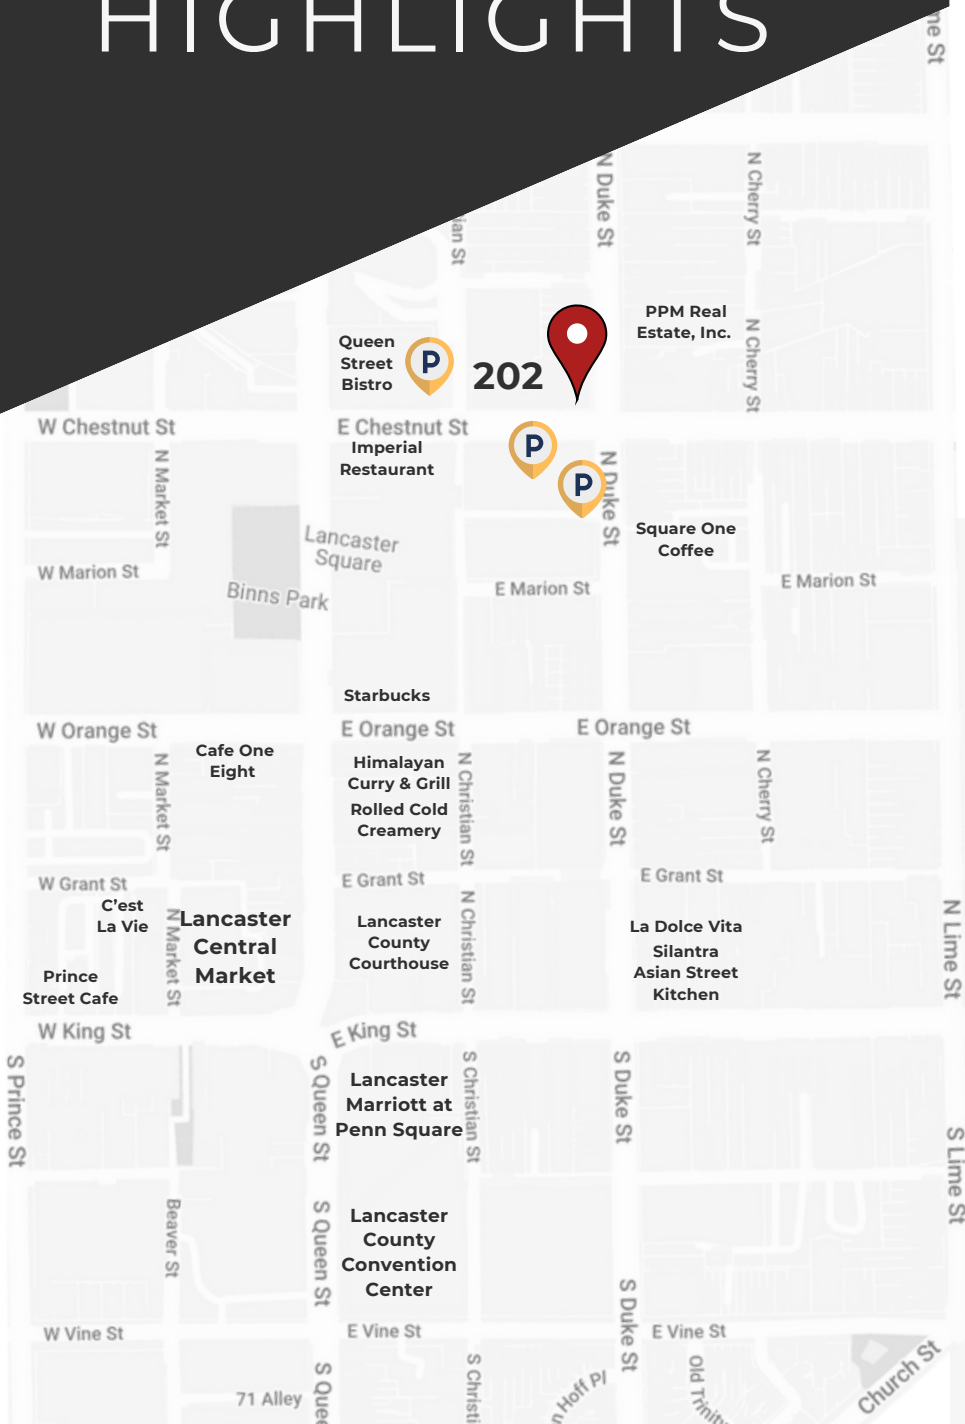 HIGHLIGHTS
N Duke St
N Cherry St
PPM Real
Estate, Inc.
Queen
Street
Bistro
P
202
N Cherry St
W Chestnut St
E Chestnut St
Imperial
Restaurant
P
P
N Market St
N Duke St
Square One
Coffee
Lancaster
Square
W Marion St
Binns Park
E Marion St
E Marion St
Starbucks
W Orange St
E Orange St
E Orange St
Cafe One
Eight
Himalayan
Curry & Grill
Rolled Cold
Creamery
N Market St
N Christian St
N Duke St
N Cherry St
W Grant St
E Grant St
E Grant St
C’est
La Vie
N Market St
Lancaster
Central
Market
Lancaster
County
Courthouse
N Christian St
La Dolce Vita
Silantra
Asian Street
Kitchen
N Lime St
Prince
Street Cafe
W King St
E King St
S Prince St
S Queen St
Lancaster
Marriott at
Penn Square
S Christian St
S Duke St
S Lime St
Beaver St
S Queen St
Lancaster
County
Convention
Center
S Duke St
W Vine St
E Vine St
E Vine St
71 Alley
Church St